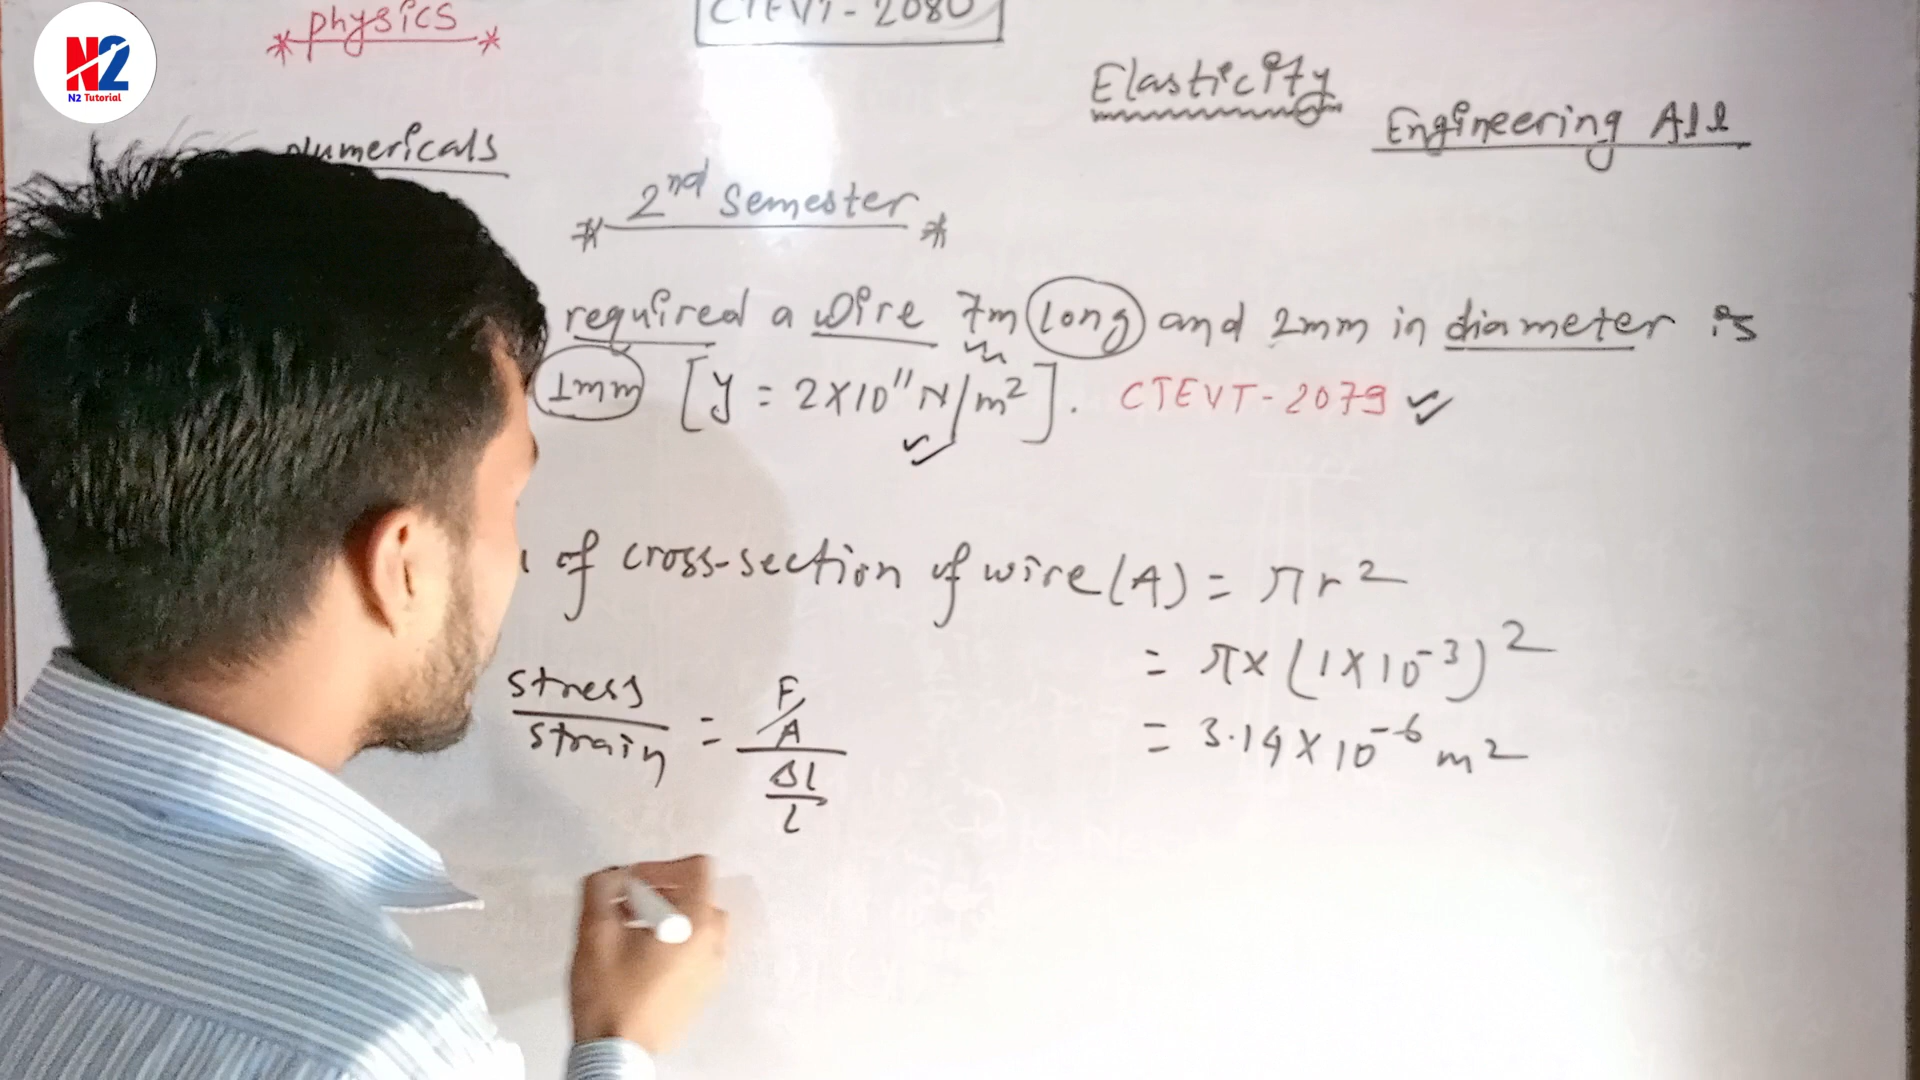 * physics *
CTEVT - 2080
N2
N2 Tutorial
Elasticity
Engineering All
Numericals
* 2nd Semester *
required a wire 7m long and 2mm in diameter is
1mm [y = 2×10¹¹ N/m²]. CTEVT-2079
of cross-section of wire (A) = πr²
= π× (1×10⁻³)²
= 3.14×10⁻⁶ m²
stress/strain = F/A / Δl/l